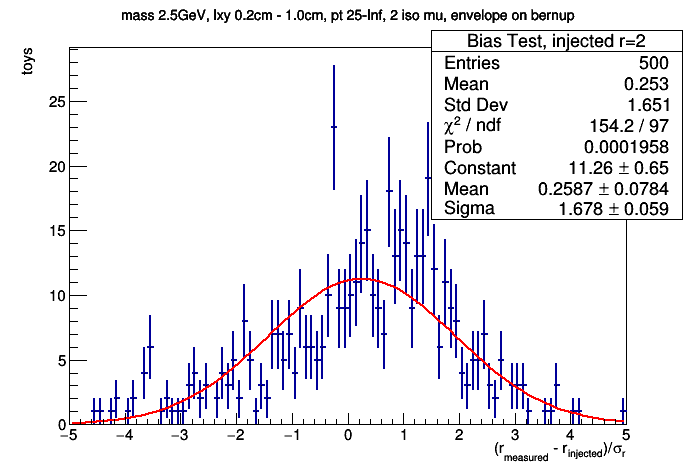 mass 2.5GeV, lxy 0.2cm - 1.0cm, pt 25-Inf, 2 iso mu, envelope on bernup
Bias Test, injected r=2
Entries 500
Mean 0.253
Std Dev 1.651
χ² / ndf 154.2 / 97
Prob 0.0001958
Constant 11.26 ± 0.65
Mean 0.2587 ± 0.0784
Sigma 1.678 ± 0.059
toys
25
20
15
10
5
0
−5 −4 −3 −2 −1 0 1 2 3 4 5
(r_measured - r_injected)/σ_r